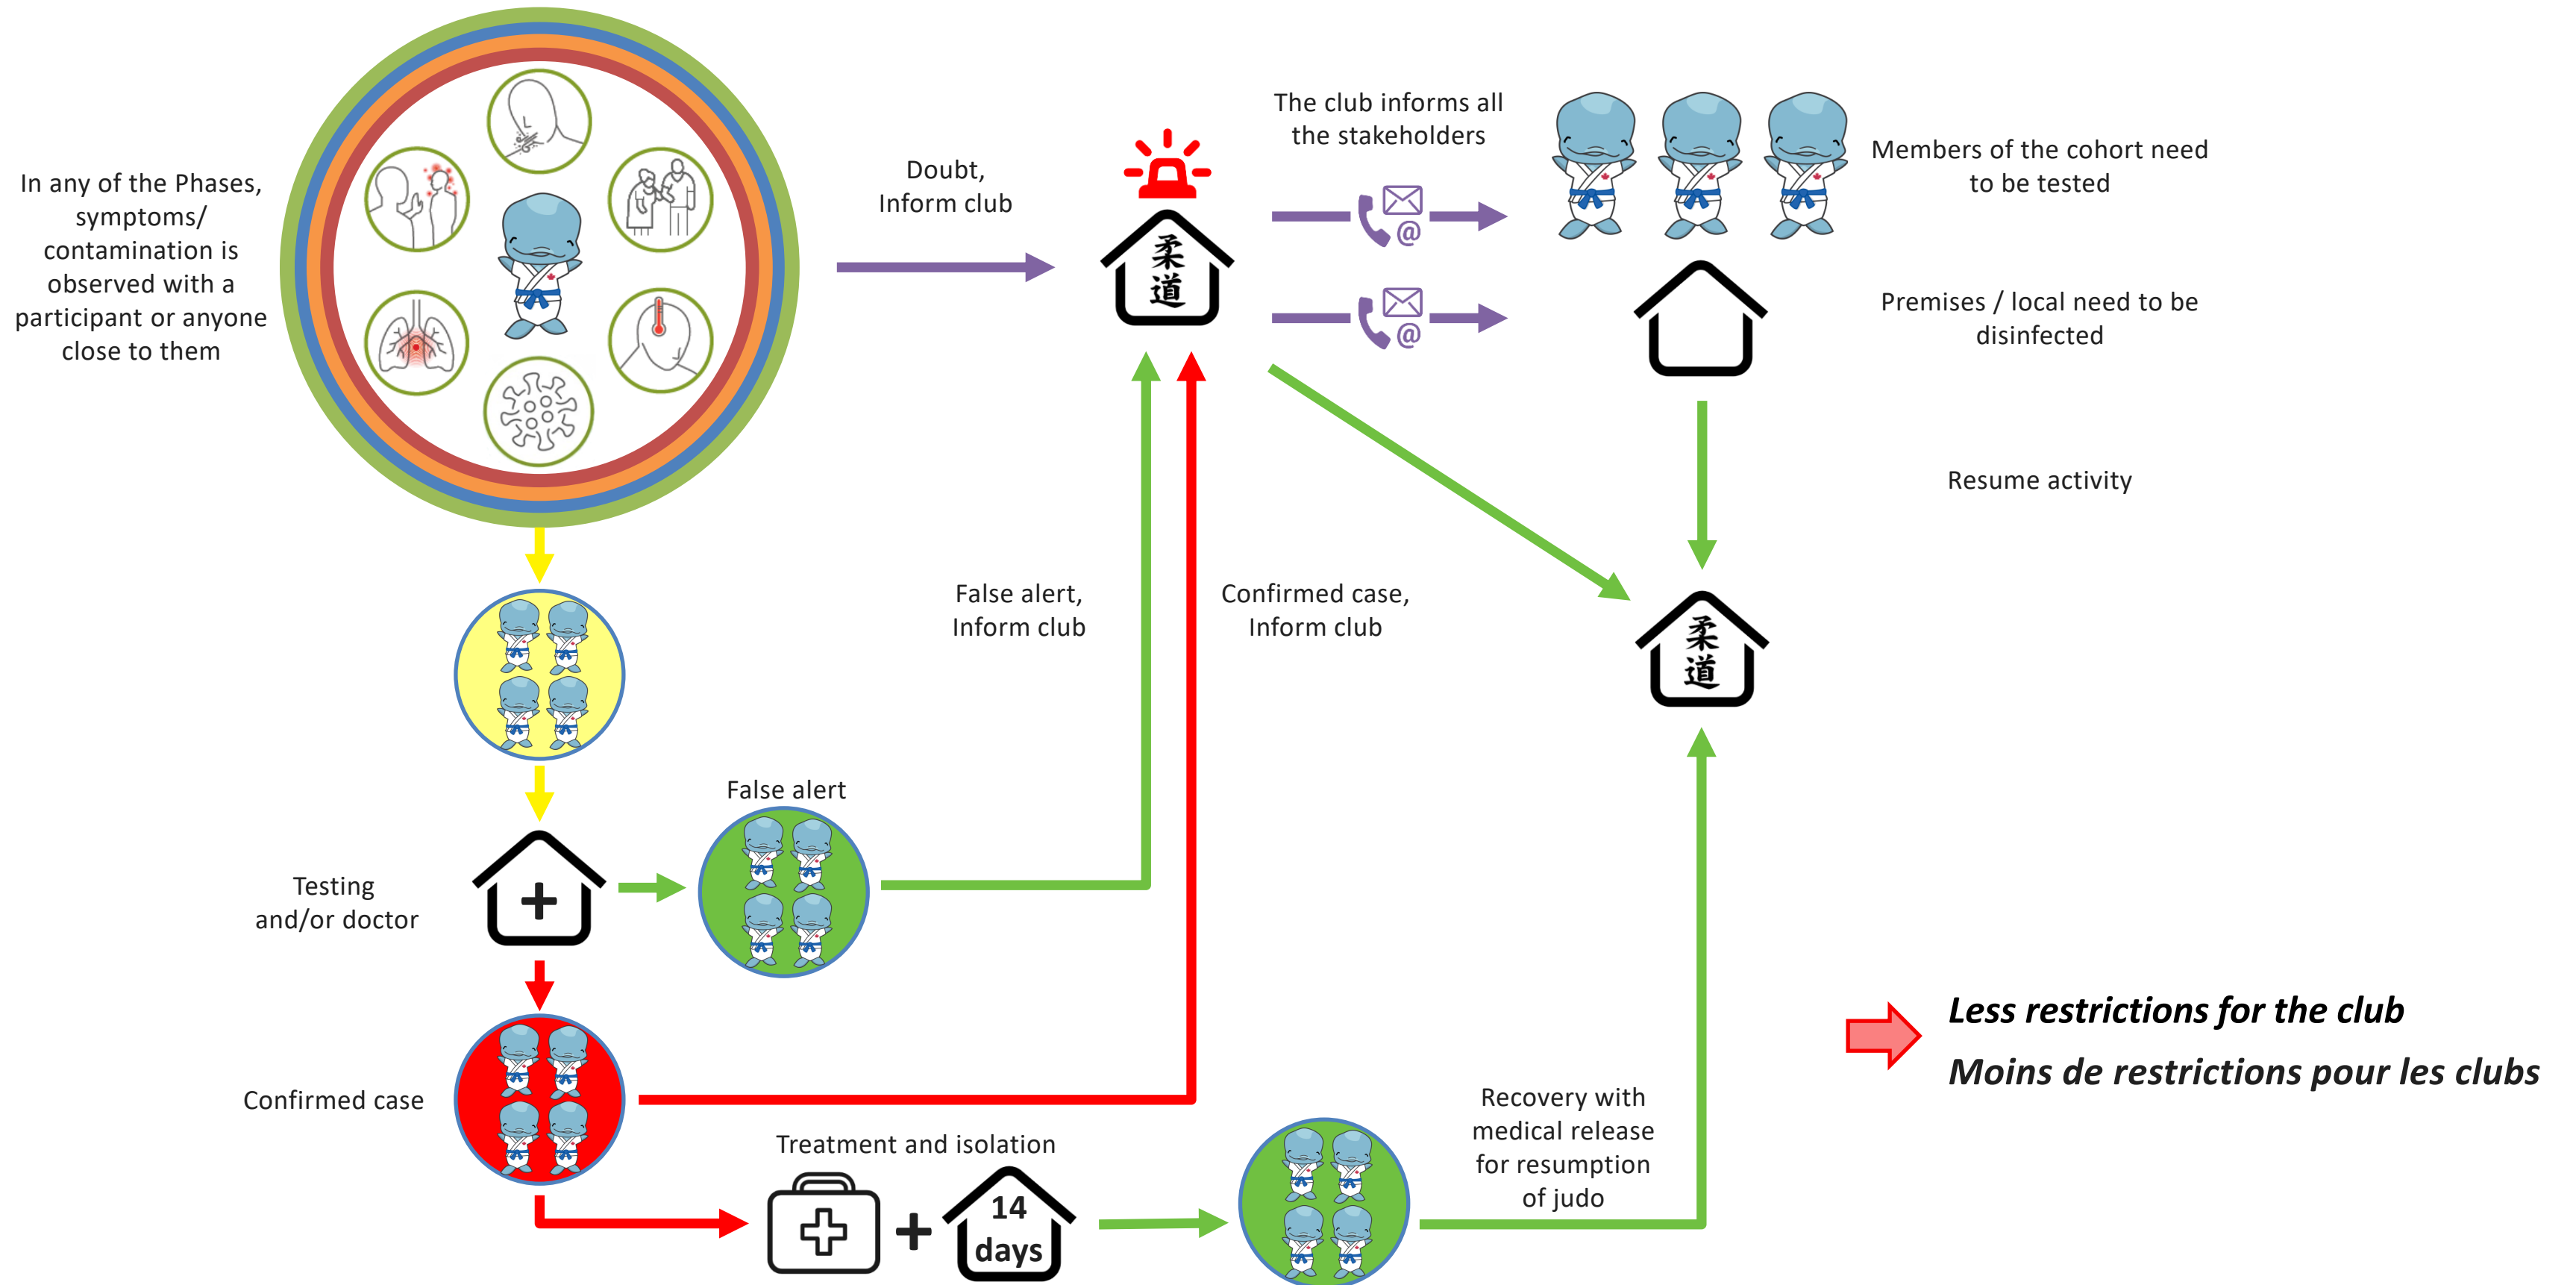 In any of the Phases,
symptoms/
contamination is
observed with a
participant or anyone
close to them
Doubt,
Inform club
柔
道
The club informs all
the stakeholders
@
@
Members of the cohort need
to be tested
Premises / local need to be
disinfected
Resume activity
False alert,
Inform club
Confirmed case,
Inform club
柔
道
False alert
Testing
and/or doctor
+
Confirmed case
Treatment and isolation
+
14
days
Recovery with
medical release
for resumption
of judo
Less restrictions for the club
Moins de restrictions pour les clubs